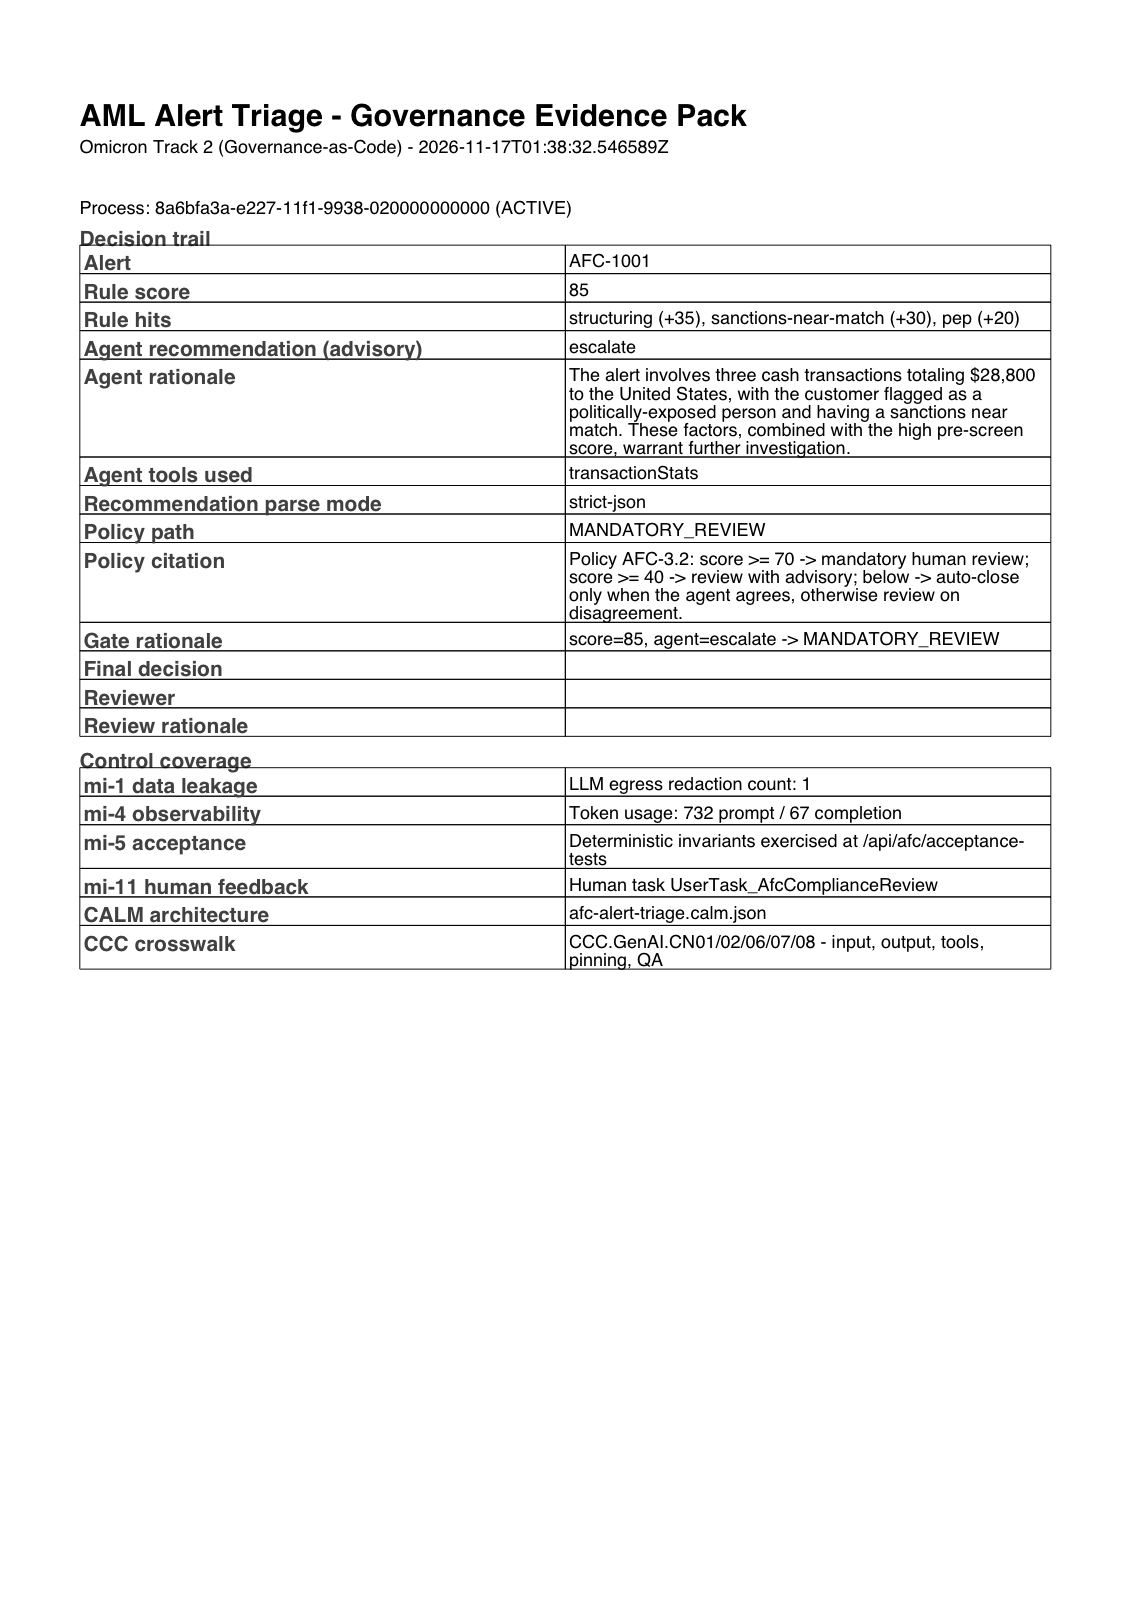 AML Alert Triage - Governance Evidence Pack
Omicron Track 2 (Governance-as-Code) - 2026-11-17T01:38:32.546589Z
Process: 8a6bfa3a-e227-11f1-9938-020000000000 (ACTIVE)
Decision trail
Alert AFC-1001
Rule score 85
Rule hits structuring (+35), sanctions-near-match (+30), pep (+20)
Agent recommendation (advisory) escalate
Agent rationale The alert involves three cash transactions totaling $28,800
to the United States, with the customer flagged as a
politically-exposed person and having a sanctions near
match. These factors, combined with the high pre-screen
score, warrant further investigation.
Agent tools used transactionStats
Recommendation parse mode strict-json
Policy path MANDATORY_REVIEW
Policy citation Policy AFC-3.2: score >= 70 -> mandatory human review;
score >= 40 -> review with advisory; below -> auto-close
only when the agent agrees, otherwise review on
disagreement.
Gate rationale score=85, agent=escalate -> MANDATORY_REVIEW
Final decision
Reviewer
Review rationale
Control coverage
mi-1 data leakage LLM egress redaction count: 1
mi-4 observability Token usage: 732 prompt / 67 completion
mi-5 acceptance Deterministic invariants exercised at /api/afc/acceptance-
tests
mi-11 human feedback Human task UserTask_AfcComplianceReview
CALM architecture afc-alert-triage.calm.json
CCC crosswalk CCC.GenAI.CN01/02/06/07/08 - input, output, tools,
pinning, QA